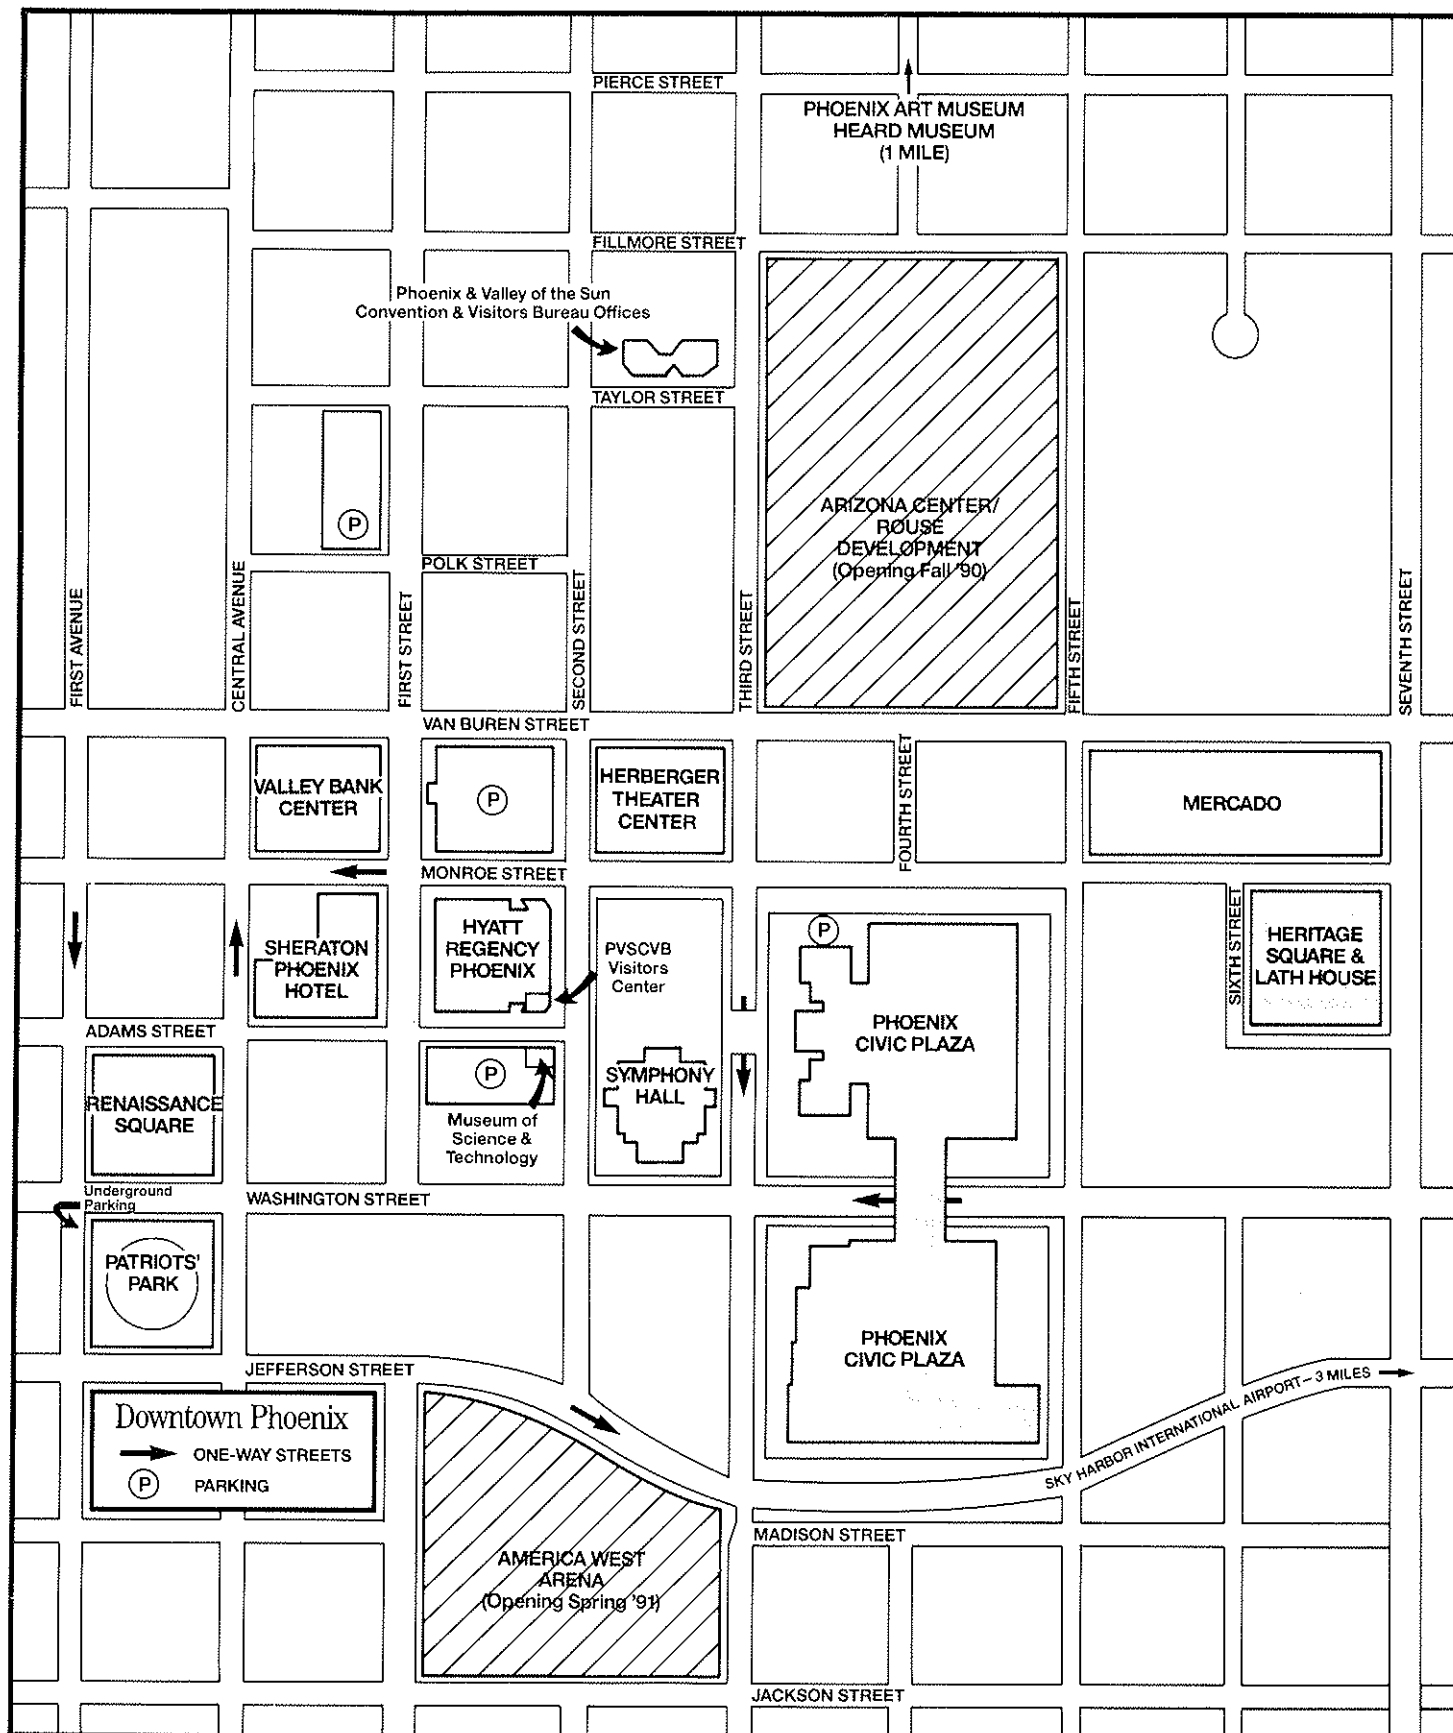 PIERCE STREET
PHOENIX ART MUSEUM
HEARD MUSEUM
(1 MILE)
FILLMORE STREET
Phoenix & Valley of the Sun
Convention & Visitors Bureau Offices
TAYLOR STREET
P
ARIZONA CENTER/
ROUSE
DEVELOPMENT
(Opening Fall '90)
POLK STREET
FIRST AVENUE
CENTRAL AVENUE
FIRST STREET
SECOND STREET
THIRD STREET
FIFTH STREET
SEVENTH STREET
VAN BUREN STREET
VALLEY BANK
CENTER
P
HERBERGER
THEATER
CENTER
FOURTH STREET
MERCADO
MONROE STREET
SHERATON
PHOENIX
HOTEL
HYATT
REGENCY
PHOENIX
PVSCVB
Visitors
Center
P
PHOENIX
CIVIC PLAZA
SIXTH STREET
HERITAGE
SQUARE &
LATH HOUSE
ADAMS STREET
RENAISSANCE
SQUARE
P
Museum of
Science &
Technology
SYMPHONY
HALL
Underground
Parking
WASHINGTON STREET
PATRIOTS'
PARK
PHOENIX
CIVIC PLAZA
JEFFERSON STREET
SKY HARBOR INTERNATIONAL AIRPORT – 3 MILES
Downtown Phoenix
ONE-WAY STREETS
P PARKING
MADISON STREET
AMERICA WEST
ARENA
(Opening Spring '91)
JACKSON STREET